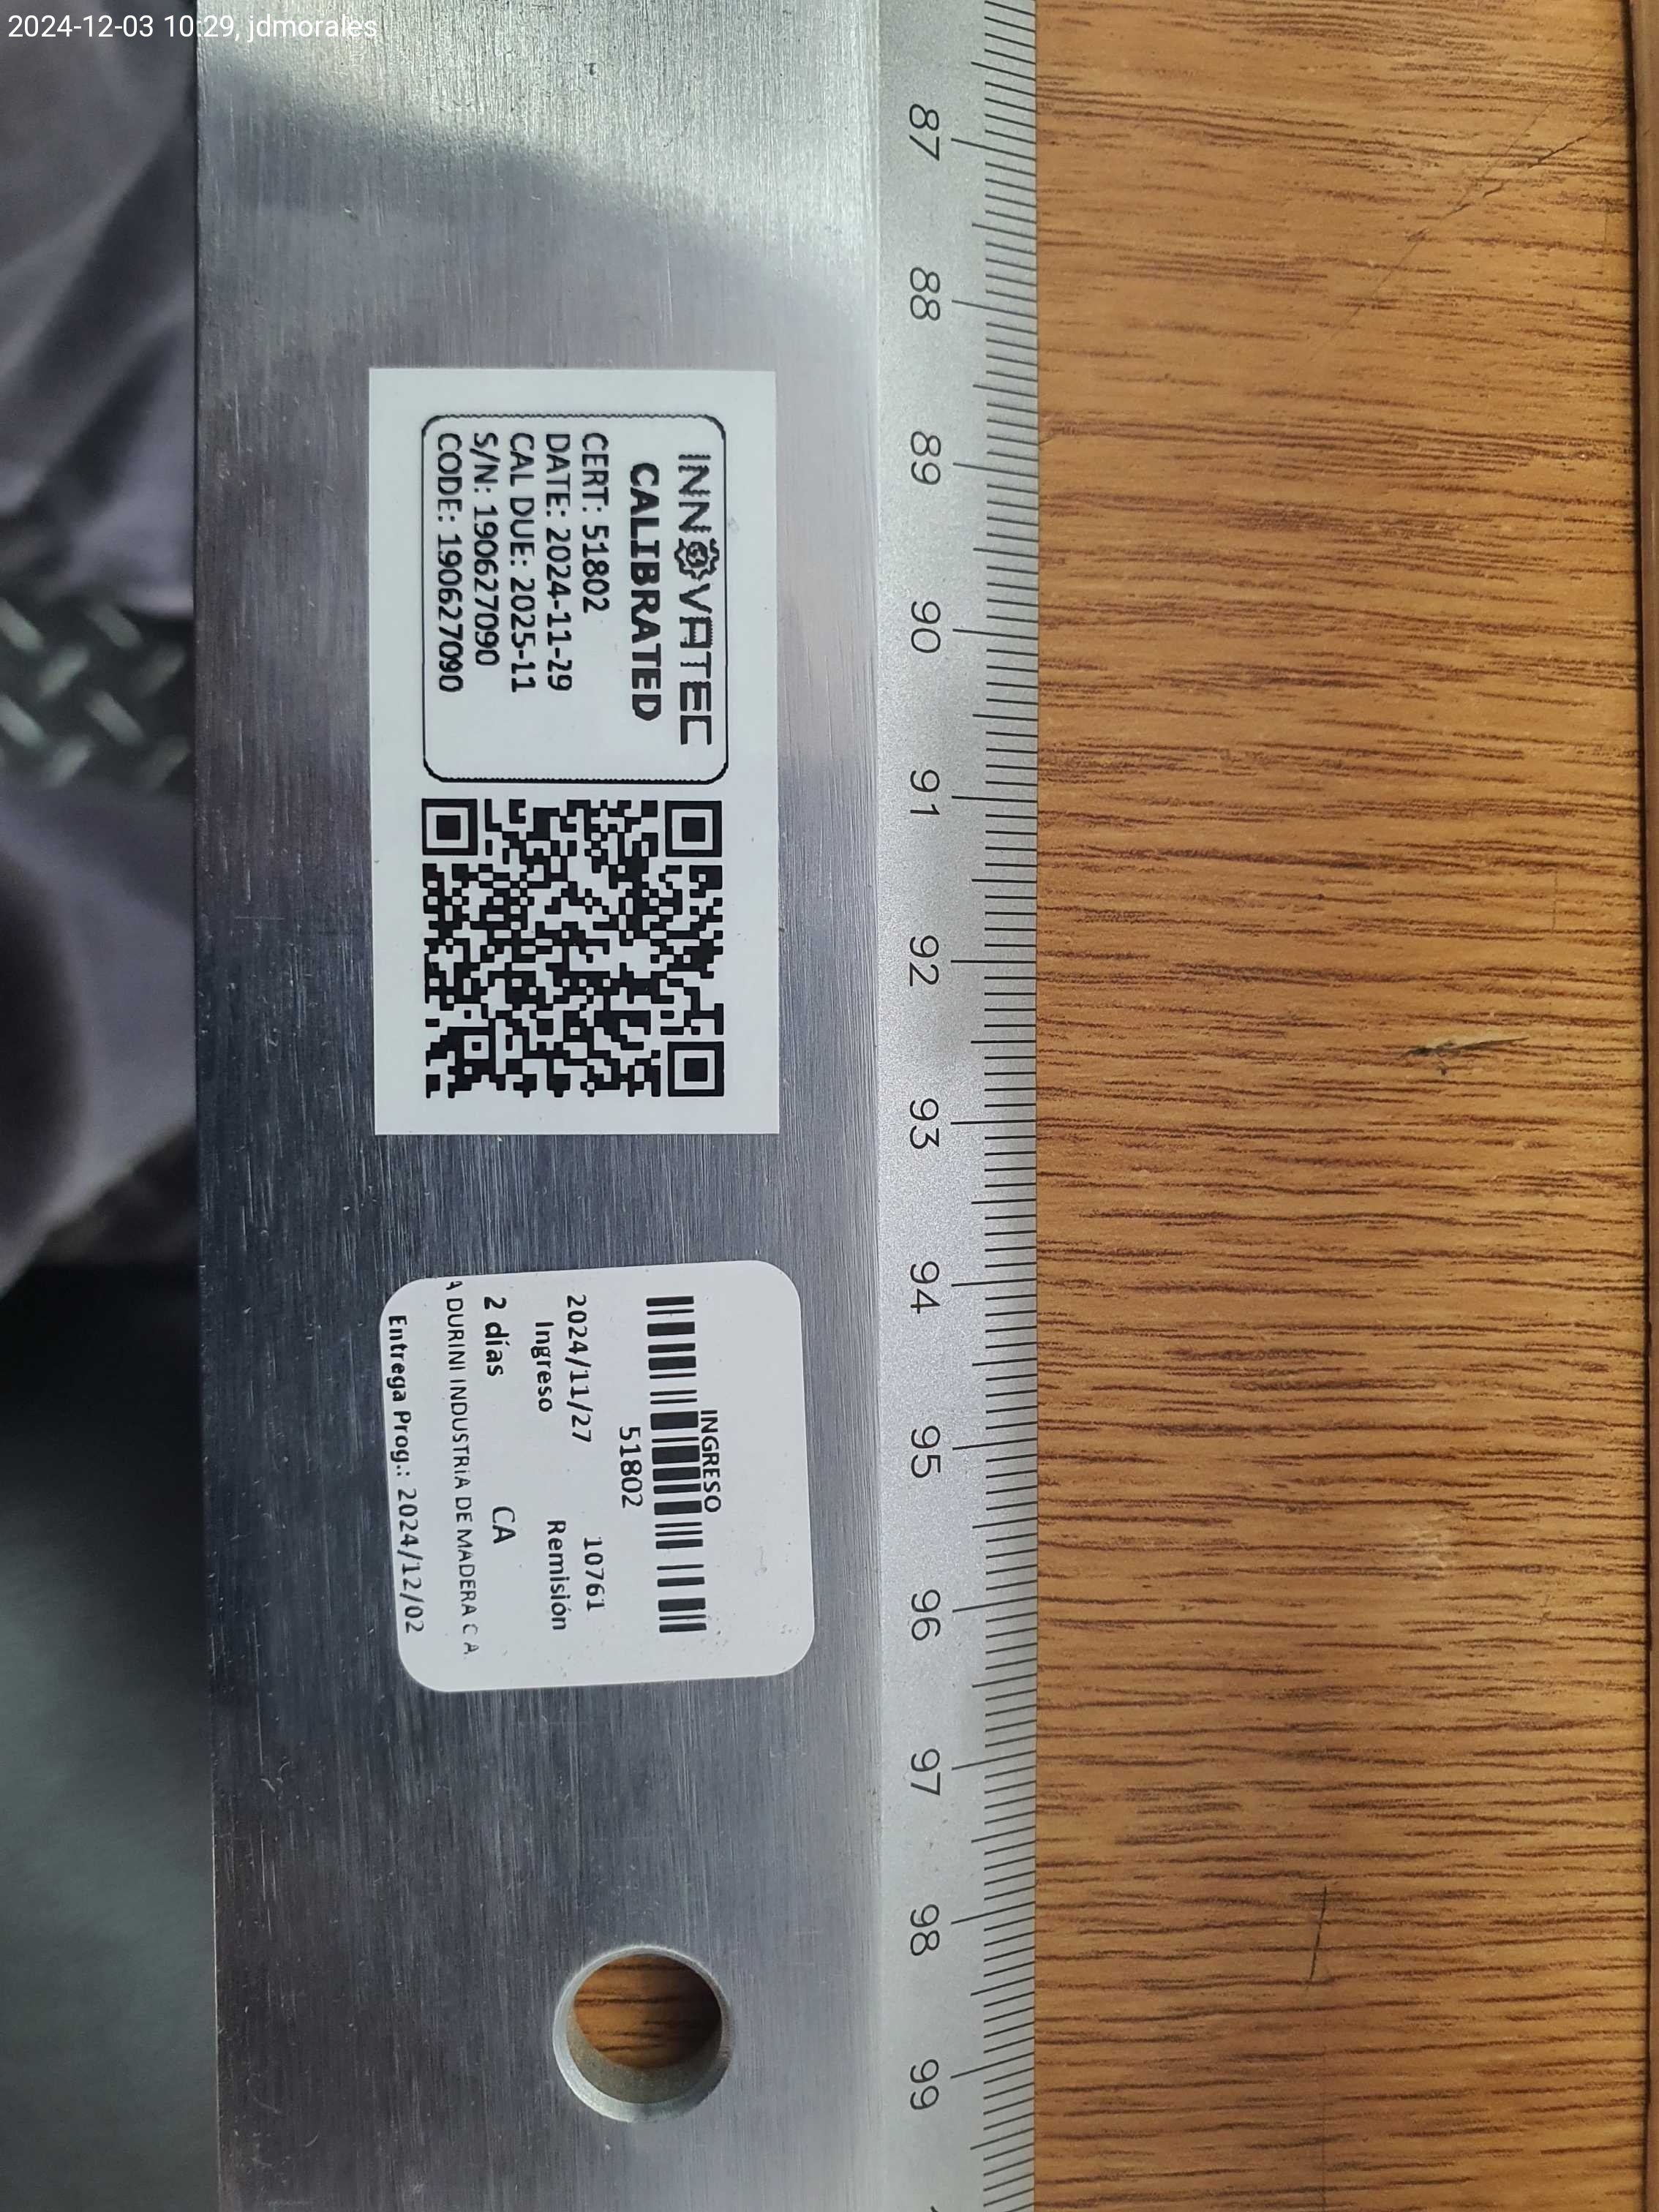 2024-12-03 10:29, jdmorales
INNOVATEC
CALIBRATED
CERT: 51802
DATE: 2024-11-29
CAL DUE: 2025-11
S/N: 190627090
CODE: 190627090
INGRESO
51802
2024/11/27 10761
Ingreso Remisión
2 días CA
A DURINI INDUSTRIA DE MADERA C A
Entrega Prog.: 2024/12/02
87
88
89
90
91
92
93
94
95
96
97
98
99